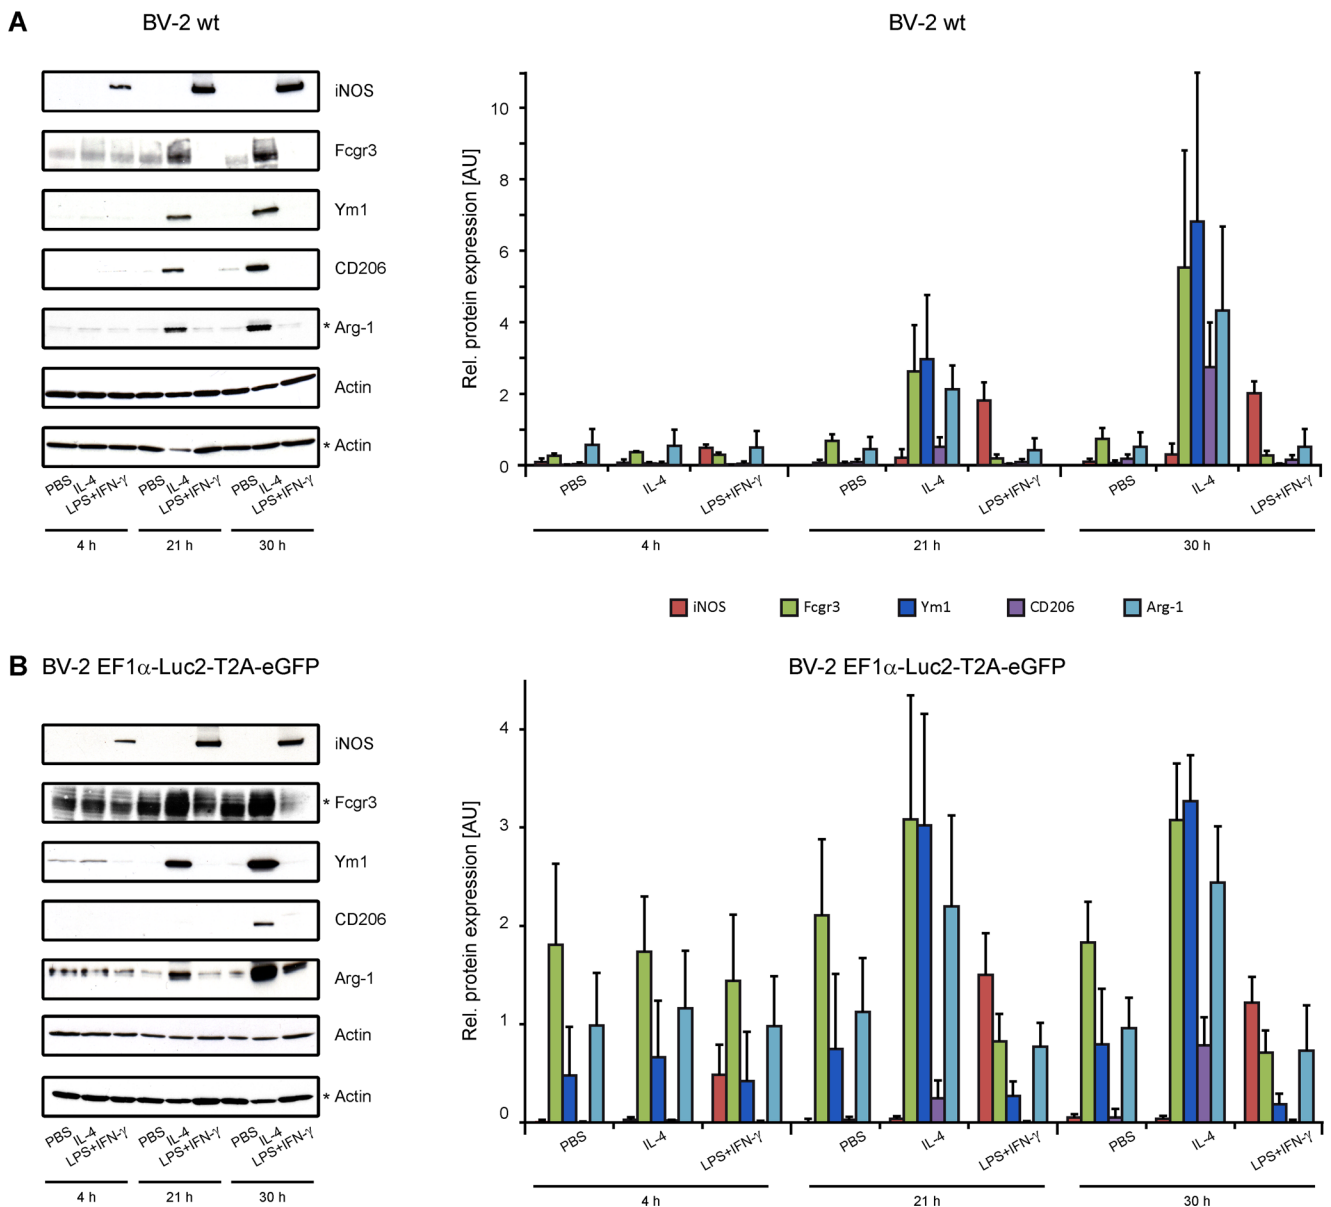 A
BV-2 wt
iNOS
Fcgr3
Ym1
CD206
* Arg-1
Actin
* Actin
PBS IL-4 LPS+IFN-γ PBS IL-4 LPS+IFN-γ PBS IL-4 LPS+IFN-γ
4 h 21 h 30 h
BV-2 wt
Rel. protein expression [AU]
10
8
6
4
2
0
PBS IL-4 LPS+IFN-γ PBS IL-4 LPS+IFN-γ PBS IL-4 LPS+IFN-γ
4 h 21 h 30 h
iNOS Fcgr3 Ym1 CD206 Arg-1
B
BV-2 EF1α-Luc2-T2A-eGFP
iNOS
* Fcgr3
Ym1
CD206
Arg-1
Actin
* Actin
PBS IL-4 LPS+IFN-γ PBS IL-4 LPS+IFN-γ PBS IL-4 LPS+IFN-γ
4 h 21 h 30 h
BV-2 EF1α-Luc2-T2A-eGFP
Rel. protein expression [AU]
4
3
2
1
0
PBS IL-4 LPS+IFN-γ PBS IL-4 LPS+IFN-γ PBS IL-4 LPS+IFN-γ
4 h 21 h 30 h